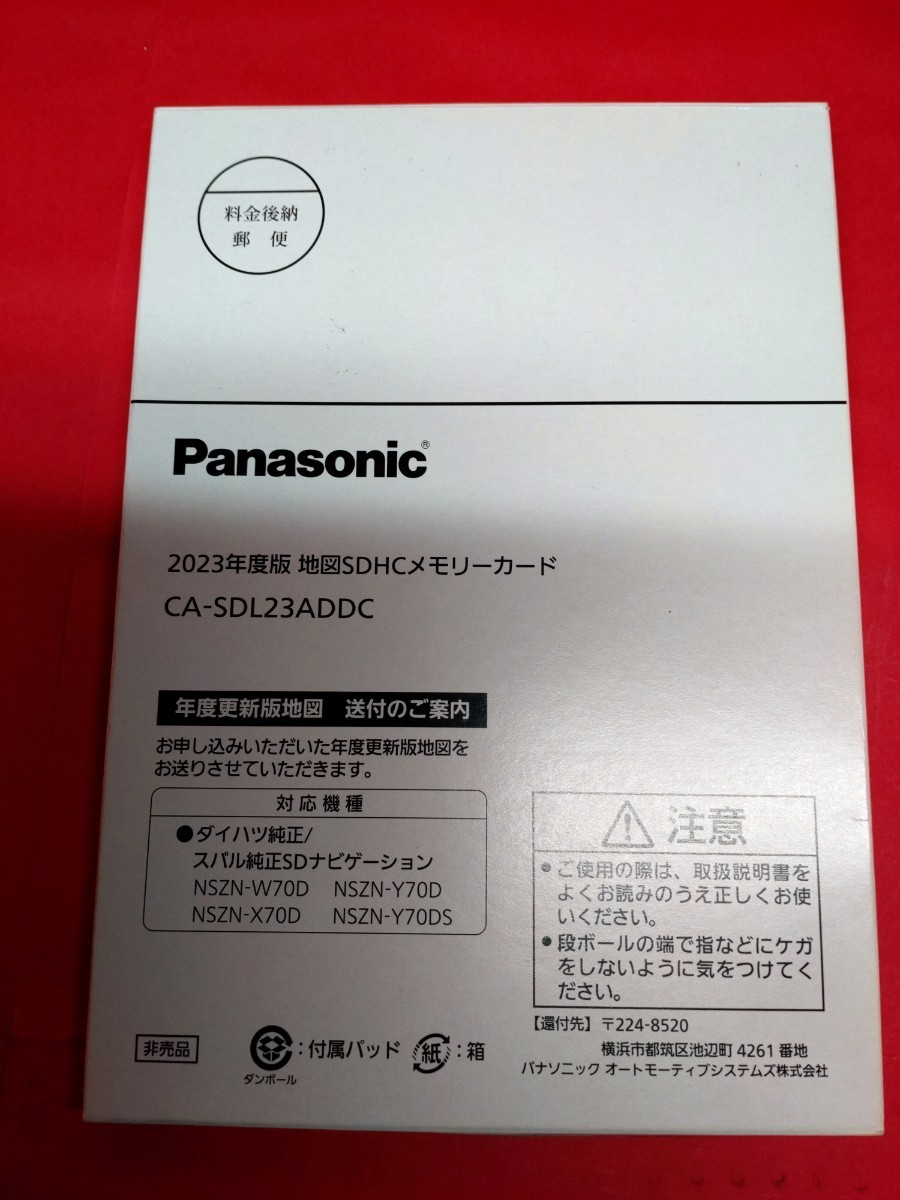 料金後納
郵 便
Panasonic®
2023年度版 地図SDHCメモリーカード
CA-SDL23ADDC
年度更新版地図 送付のご案内
お申し込みいただいた年度更新版地図を
お送りさせていただきます。
対応機種
●ダイハツ純正/
スバル純正SDナビゲーション
NSZN-W70D NSZN-Y70D
NSZN-X70D NSZN-Y70DS
注意
●ご使用の際は、取扱説明書を
よくお読みのうえ正しくお使
いください。
●段ボールの端で指などにケガ
をしないように気をつけてく
ださい。
【還付先】〒224-8520
横浜市都筑区池辺町 4261 番地
パナソニック オートモーティブシステムズ株式会社
非売品
:付属パッド
ダンボール
紙
:箱